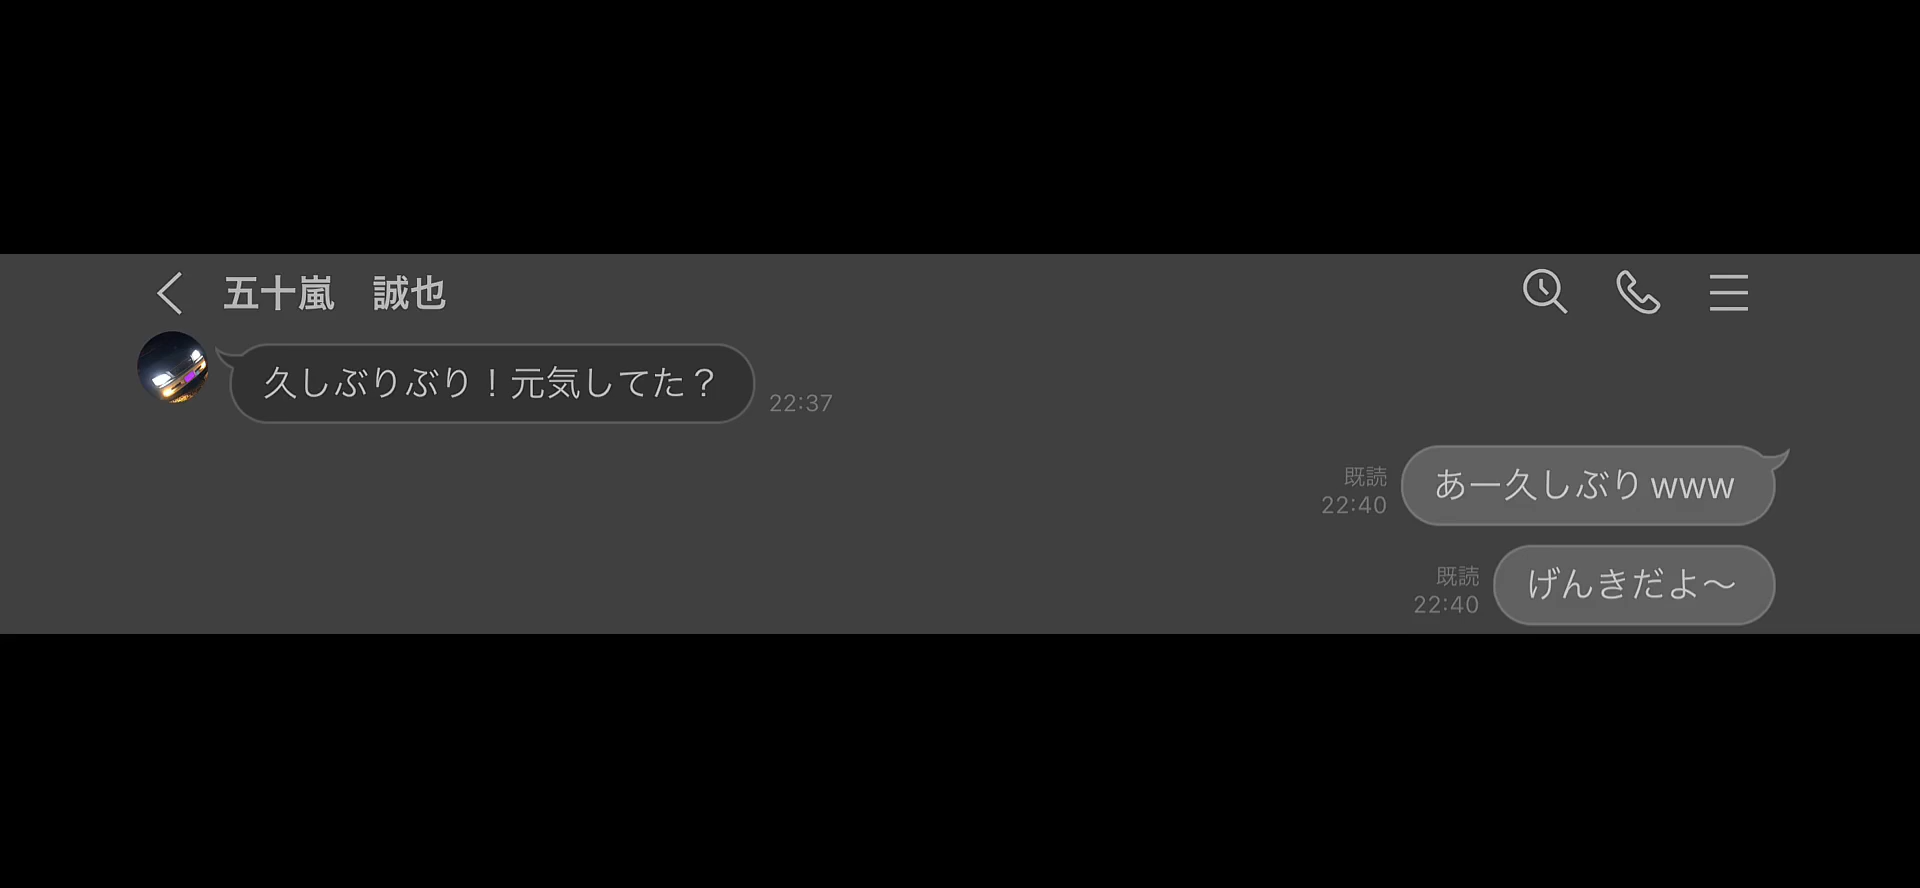 五十嵐　誠也
久しぶりぶり！元気してた？
22:37
既読
22:40
あー久しぶりwww
既読
22:40
げんきだよ〜